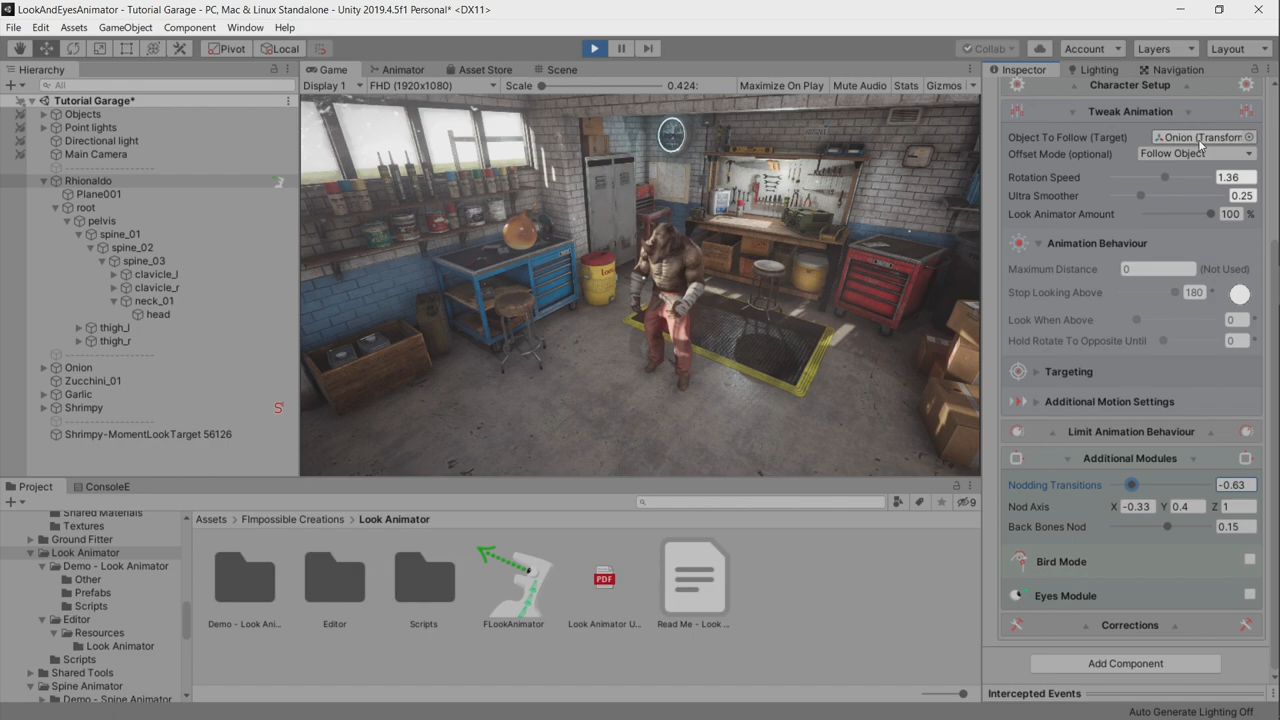 LookAndEyesAnimator - Tutorial Garage - PC, Mac & Linux Standalone - Unity 2019.4.5f1 Personal* <DX11>
File Edit Assets GameObject Component Window Help
Pivot Local Collab Account Layers Layout
Hierarchy
All
Tutorial Garage*
Objects
Point lights
Directional light
Main Camera
--------------------
Rhionaldo
Plane001
root
pelvis
spine_01
spine_02
spine_03
clavicle_l
clavicle_r
neck_01
head
thigh_l
thigh_r
--------------------
Onion
Zucchini_01
Garlic
Shrimpy
--------------------
Shrimpy-MomentLookTarget 56126
Game Animator Asset Store Scene
Display 1 FHD (1920x1080) Scale 0.424: Maximize On Play Mute Audio Stats Gizmos
Inspector Lighting Navigation
Character Setup
Tweak Animation
Object To Follow (Target) Onion (Transform
Offset Mode (optional) Follow Object
Rotation Speed 1.36
Ultra Smoother 0.25
Look Animator Amount 100 %
Animation Behaviour
Maximum Distance 0 (Not Used)
Stop Looking Above 180 °
Look When Above 0 °
Hold Rotate To Opposite Until 0 °
Targeting
Additional Motion Settings
Limit Animation Behaviour
Additional Modules
Nodding Transitions -0.63
Nod Axis X -0.33 Y 0.4 Z 1
Back Bones Nod 0.15
Bird Mode
Eyes Module
Corrections
Add Component
Intercepted Events
Auto Generate Lighting Off
Project ConsoleE
9
Shared Materials
Textures
Ground Fitter
Look Animator
Demo - Look Animator
Other
Prefabs
Scripts
Editor
Resources
Look Animator
Scripts
Shared Tools
Spine Animator
Demo - Spine Animator
Assets > FImpossible Creations > Look Animator
PDF
Demo - Look Ani... Editor Scripts FLookAnimator Look Animator U... Read Me - Look ...